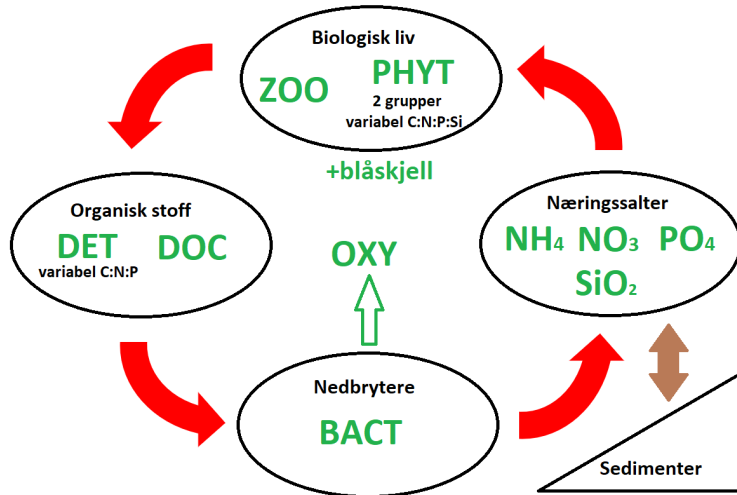 Biologisk liv
ZOO PHYT
2 grupper
variabel C:N:P:Si
+blåskjell
Organisk stoff
DET DOC
variabel C:N:P
OXY
Næringssalter
NH4 NO3 PO4
SiO2
Nedbrytere
BACT
Sedimenter